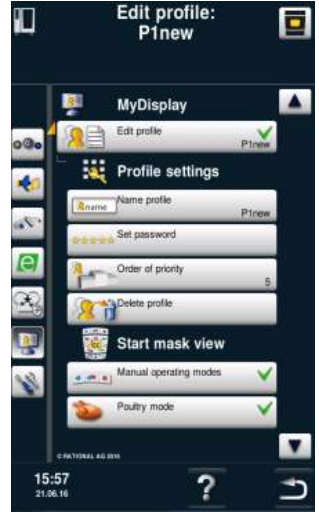 Edit profile:
P1new
MyDisplay
Edit profile
P1new
Profile settings
name
Name profile
P1new
Set password
Order of priority
5
Delete profile
Start mask view
Manual operating modes
Poultry mode
© RATIONAL AG 2016
15:57
21.06.16
?